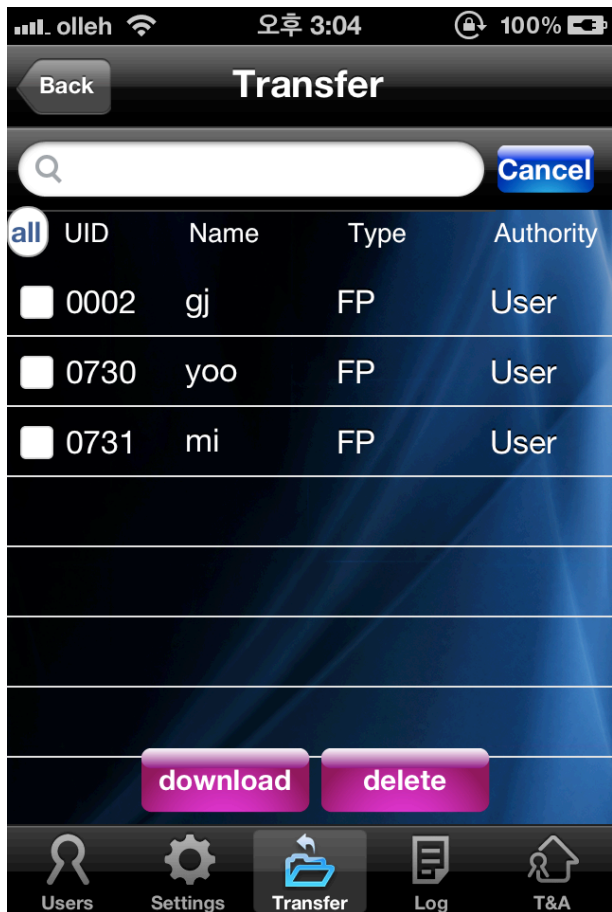 olleh 오후 3:04 100%
Back Transfer
Cancel
all UID Name Type Authority
0002 gj FP User
0730 yoo FP User
0731 mi FP User
download delete
Users Settings Transfer Log T&A